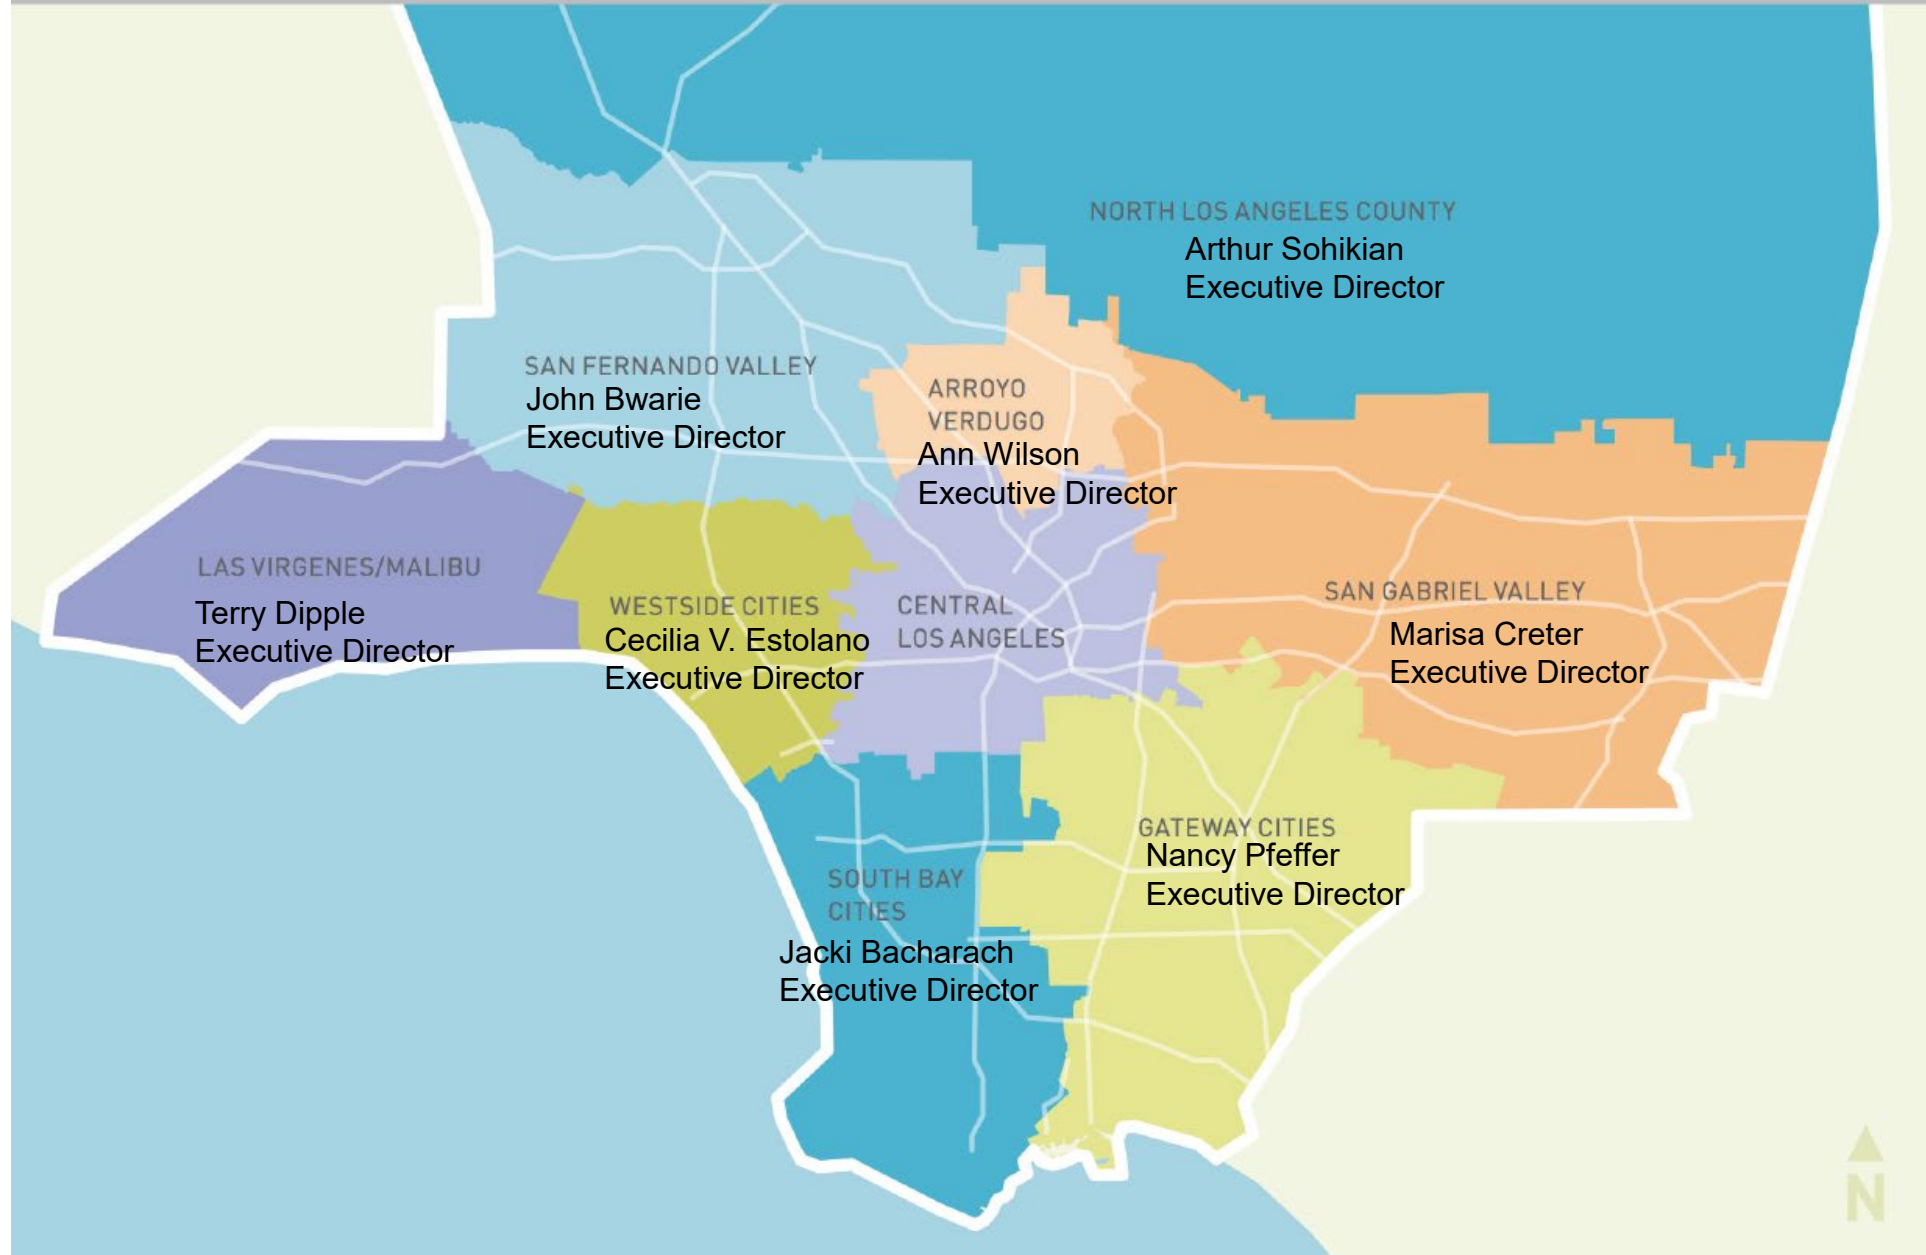 NORTH LOS ANGELES COUNTY
Arthur Sohikian
Executive Director
SAN FERNANDO VALLEY
John Bwarie
Executive Director
ARROYO
VERDUGO
Ann Wilson
Executive Director
LAS VIRGENES/MALIBU
Terry Dipple
Executive Director
WESTSIDE CITIES
Cecilia V. Estolano
Executive Director
CENTRAL
LOS ANGELES
SAN GABRIEL VALLEY
Marisa Creter
Executive Director
GATEWAY CITIES
Nancy Pfeffer
Executive Director
SOUTH BAY
CITIES
Jacki Bacharach
Executive Director
N